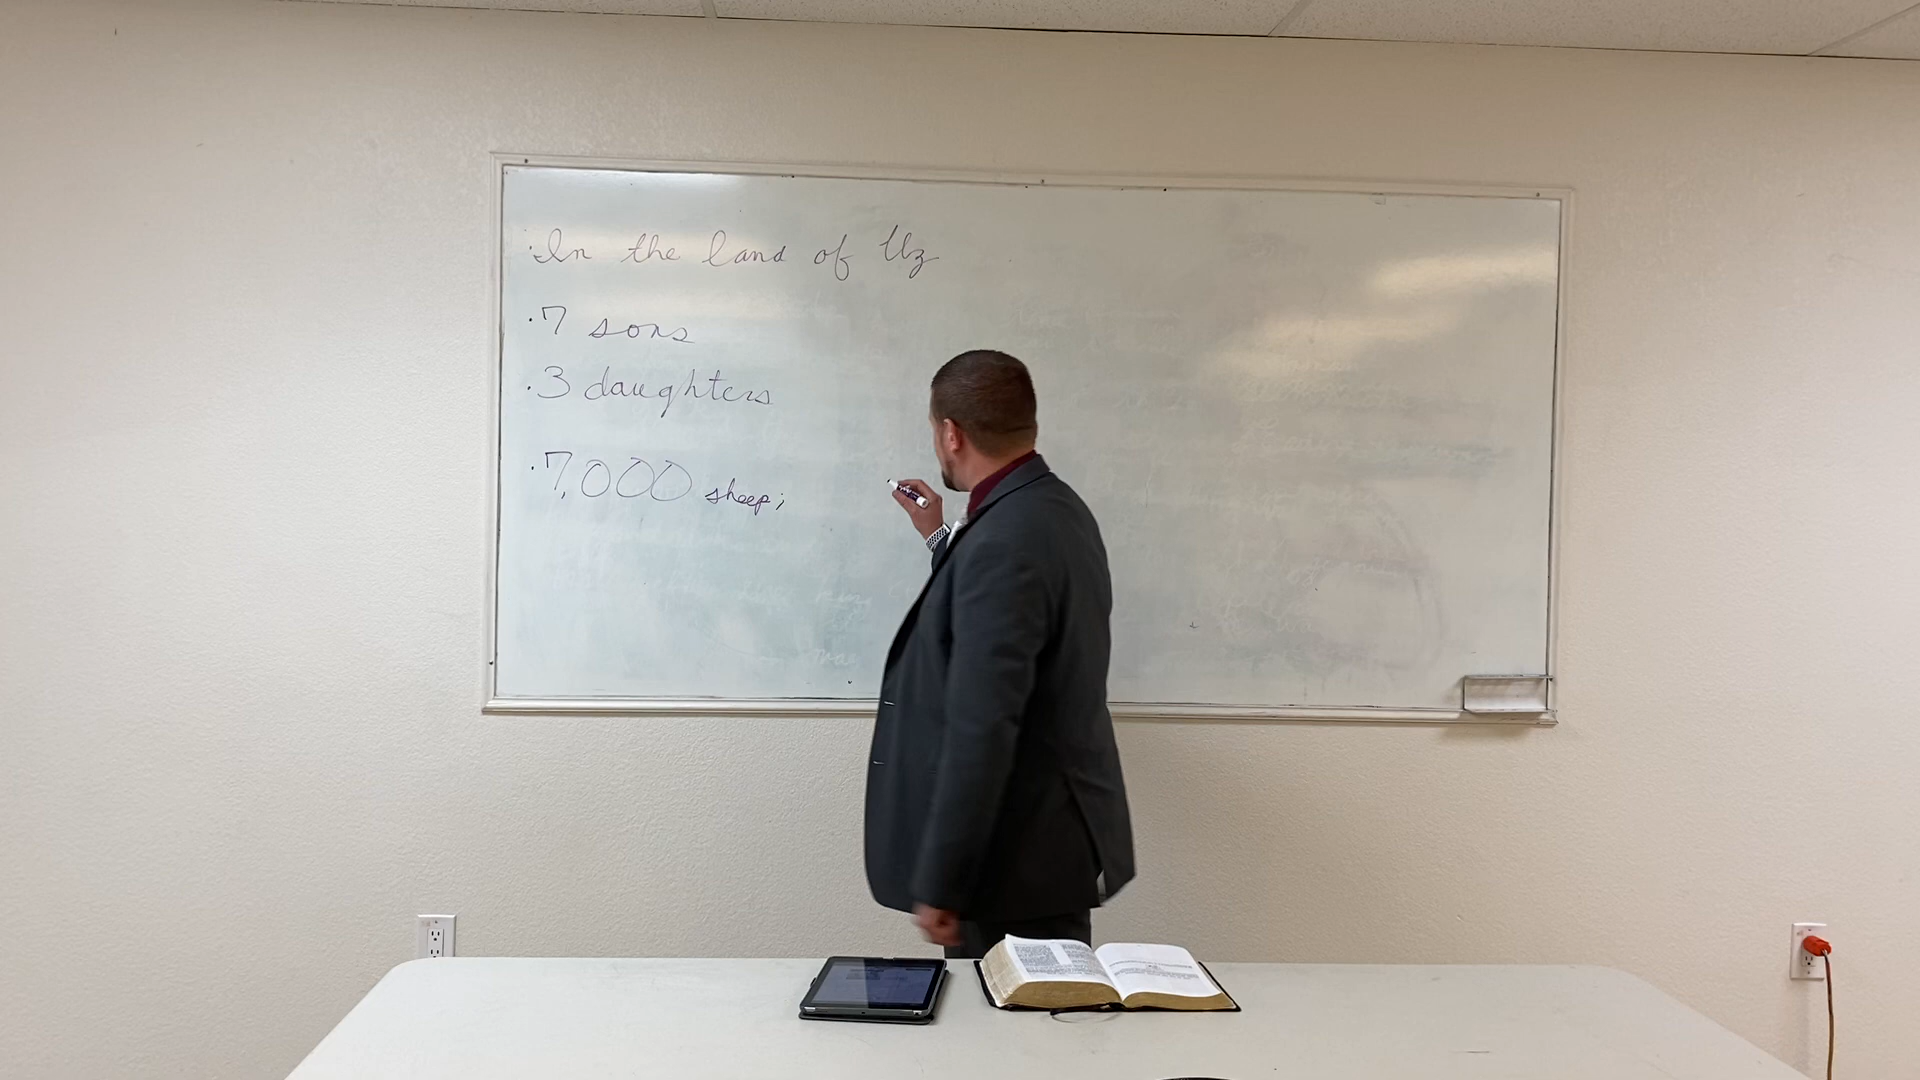 · In the land of Uz
· 7 sons
· 3 daughters
· 7,000 sheep;